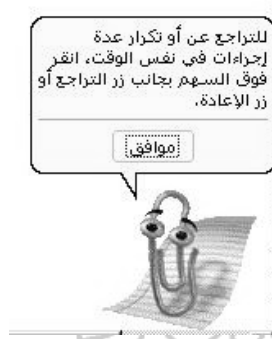 للتراجع عن أو تكرار عدة
إجراءات في نفس الوقت، انقر
فوق السهم بجانب زر التراجع أو
زر الإعادة.
موافق